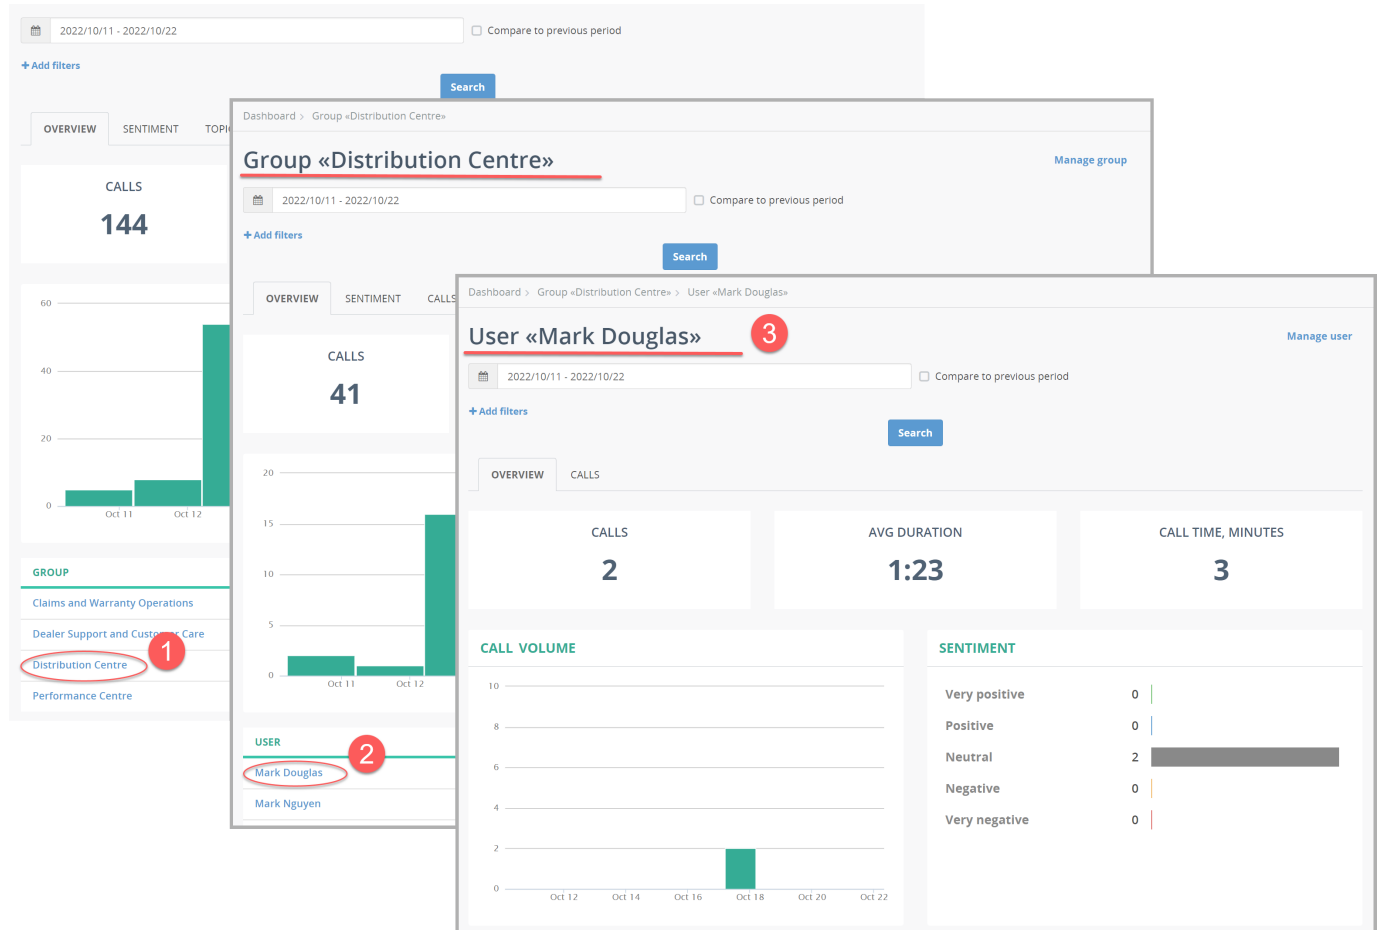 2022/10/11 - 2022/10/22
Compare to previous period
+ Add filters
Search
OVERVIEW SENTIMENT
CALLS
144
60
40
20
0
Oct 11 Oct 12
GROUP
Claims and Warranty Operations
Dealer Support and Customer Care
1
Distribution Centre
Performance Centre
Dashboard > Group «Distribution Centre»
Group «Distribution Centre»
Manage group
2022/10/11 - 2022/10/22
Compare to previous period
+ Add filters
Search
OVERVIEW SENTIMENT CALLS
CALLS
41
20
15
10
5
0
Oct 11 Oct 12
USER
2
Mark Douglas
Mark Nguyen
Dashboard > Group «Distribution Centre» > User «Mark Douglas»
User «Mark Douglas»
3
Manage user
2022/10/11 - 2022/10/22
Compare to previous period
+ Add filters
Search
OVERVIEW CALLS
CALLS
2
AVG DURATION
1:23
CALL TIME, MINUTES
3
CALL VOLUME
10
8
6
4
2
0
Oct 12 Oct 14 Oct 16 Oct 18 Oct 20 Oct 22
SENTIMENT
Very positive 0
Positive 0
Neutral 2
Negative 0
Very negative 0